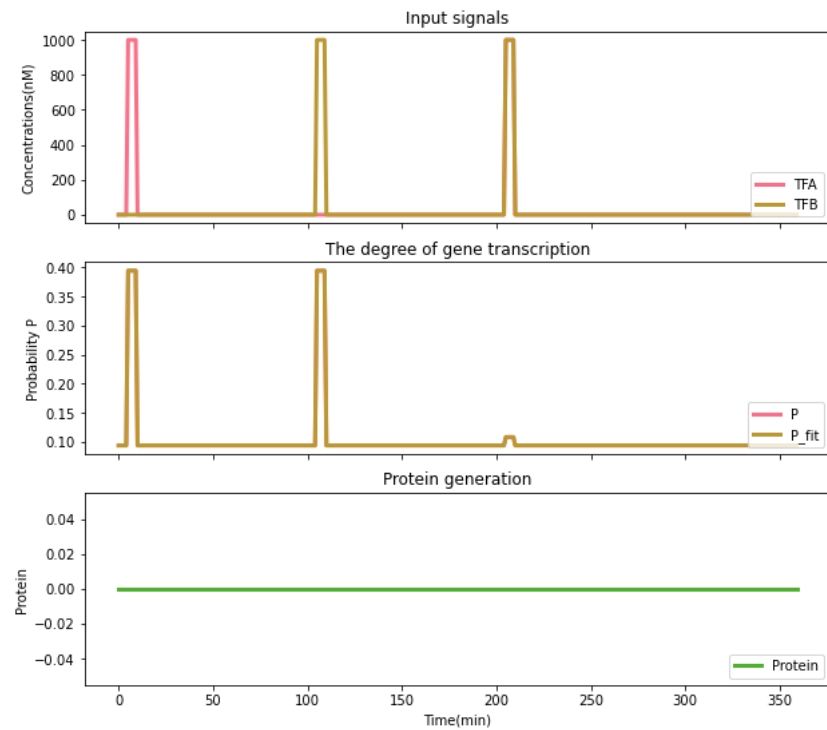 Input signals
Concentrations(nM)
1000
800
600
400
200
0
TFA
TFB
The degree of gene transcription
Probability P
0.40
0.35
0.30
0.25
0.20
0.15
0.10
P
P_fit
Protein generation
Protein
0.04
0.02
0.00
−0.02
−0.04
Protein
0 50 100 150 200 250 300 350
Time(min)